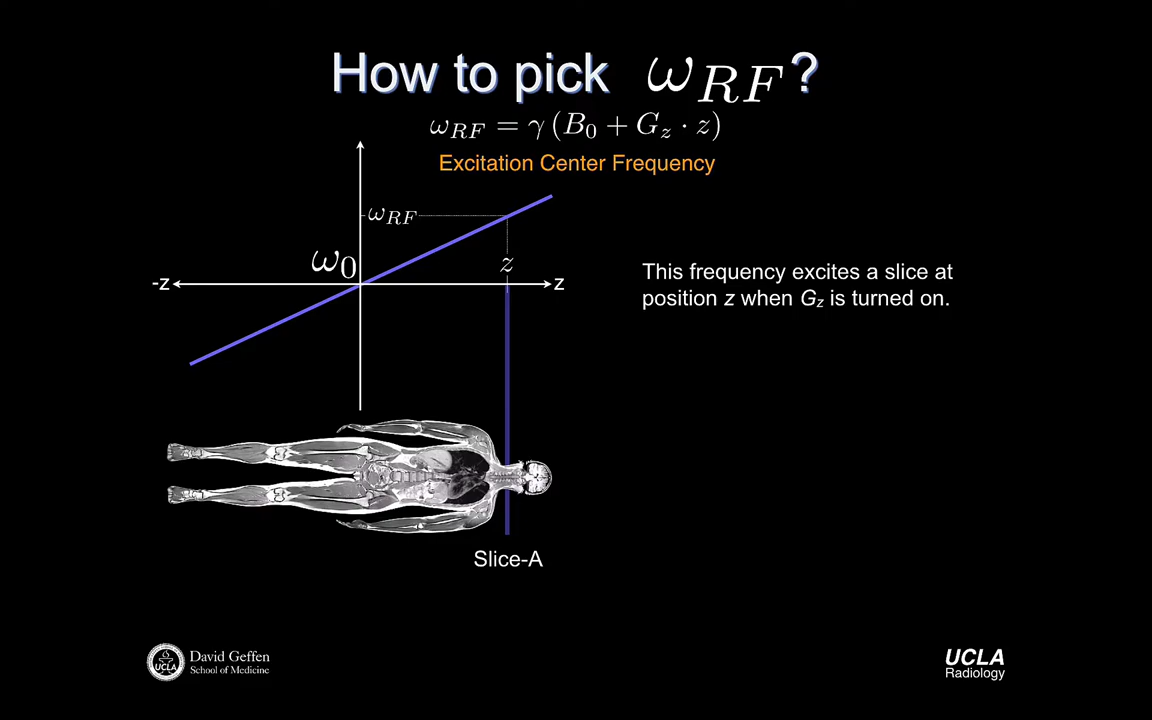 How to pick ω_RF?
ω_RF = γ (B_0 + G_z · z)
Excitation Center Frequency
ω_RF
ω_0
z
-z
z
This frequency excites a slice at
position z when G_z is turned on.
Slice-A
UCLA
David Geffen
School of Medicine
UCLA
Radiology